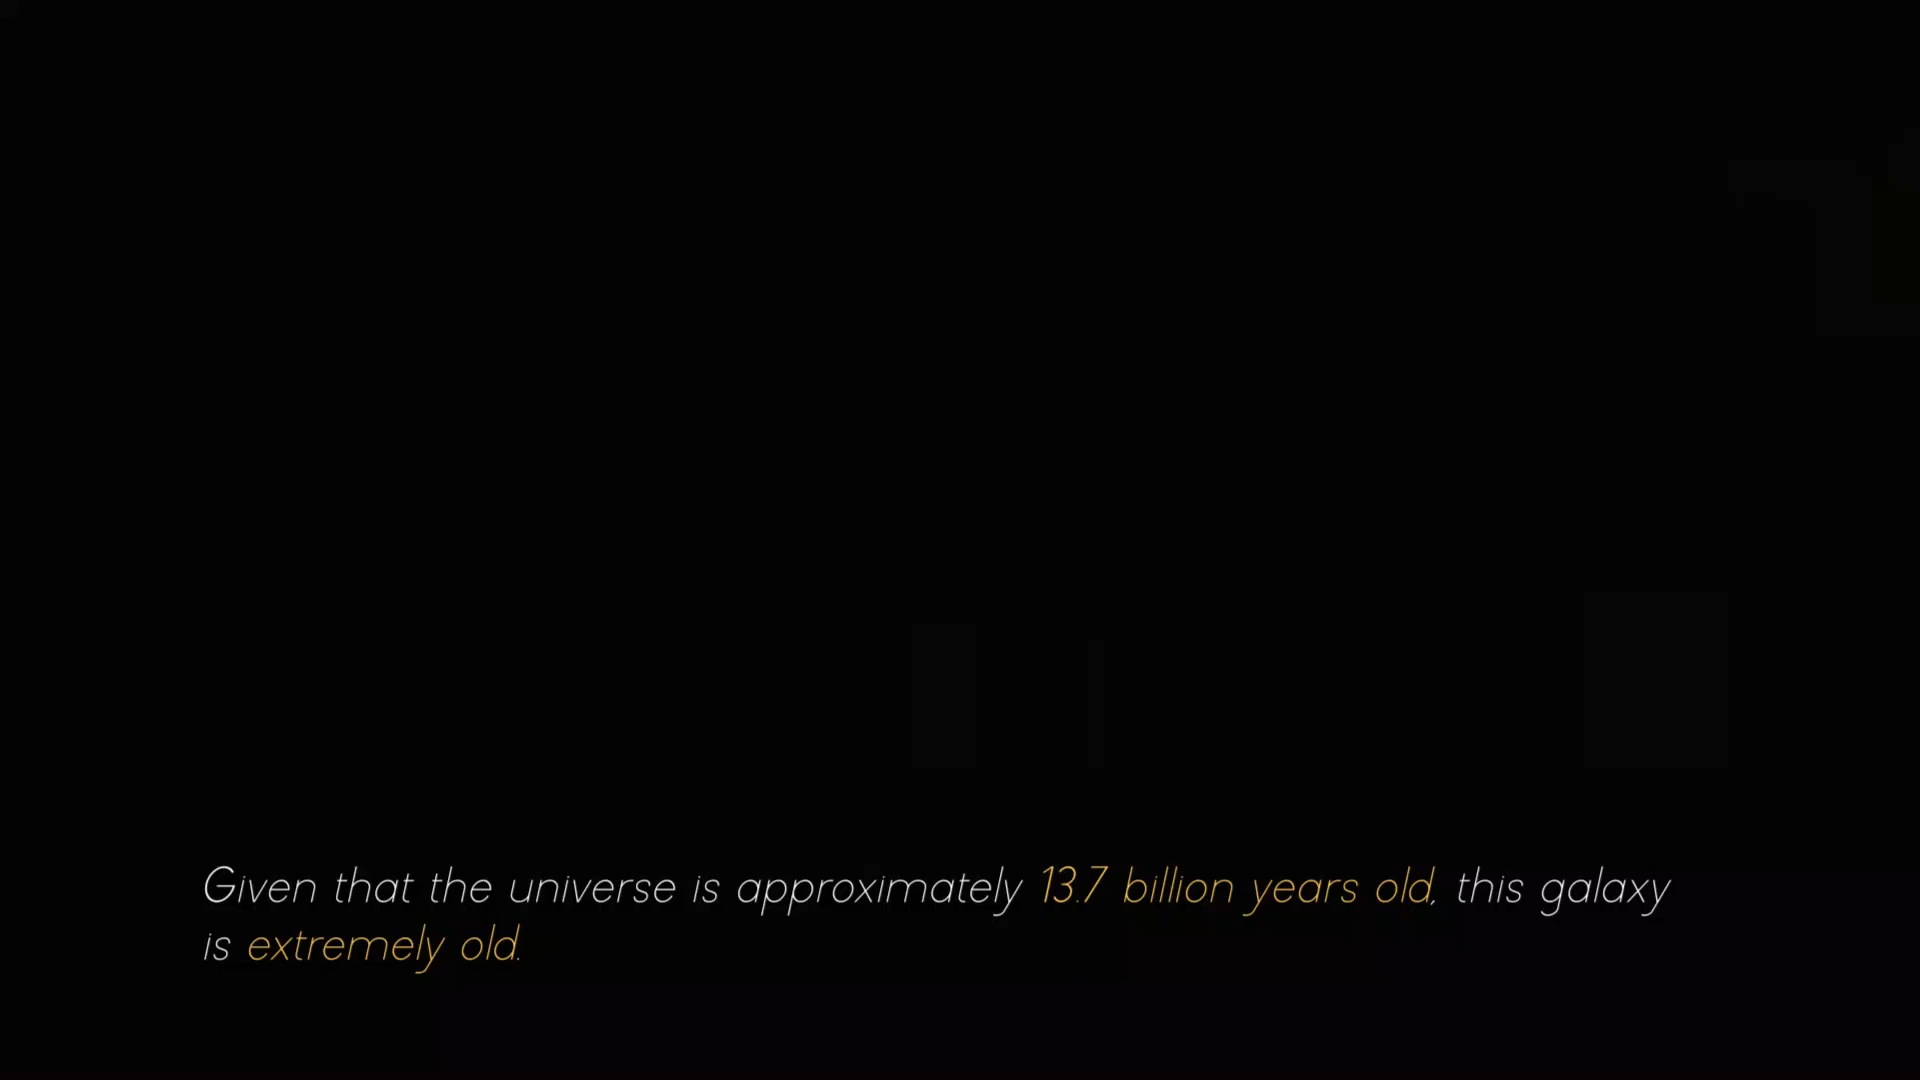 Given that the universe is approximately 13.7 billion years old, this galaxy
is extremely old.